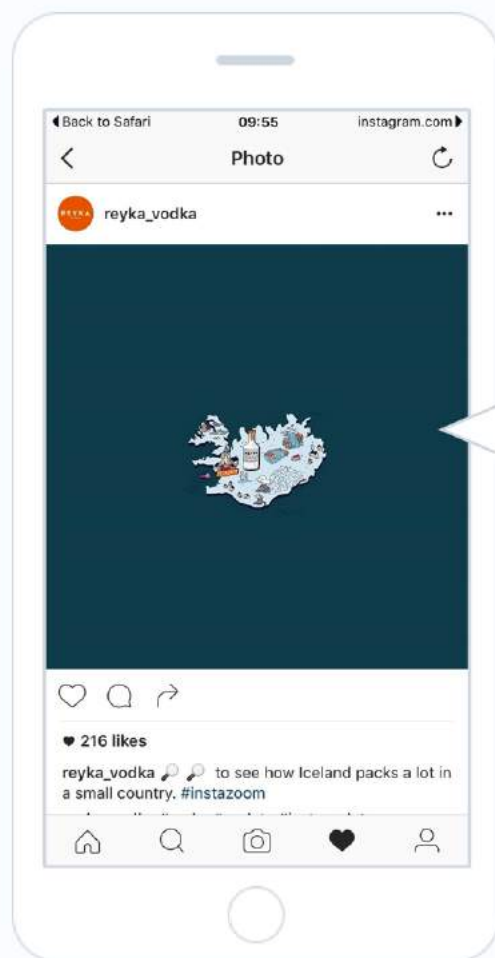 Back to Safari 09:55 instagram.com
Photo
REYKA
reyka_vodka
216 likes
reyka_vodka 🔎 🔎 to see how Iceland packs a lot in
a small country. #instazoom